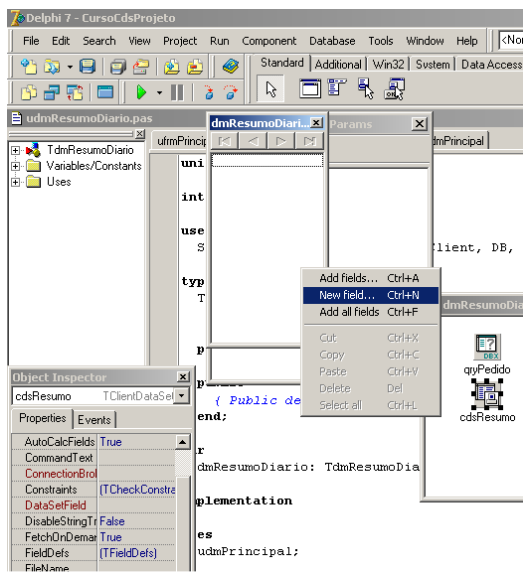 Delphi 7 - CursoCdsProjeto
File Edit Search View Project Run Component Database Tools Window Help
Standard Additional Win32 System Data Access
udmResumoDiario.pas
TdmResumoDiario
Variables/Constants
Uses
ufrmPrincip
dmResumoDiari...
Params
dmPrincipal
uni
int
use
S
Client, DB,
typ
T
Add fields... Ctrl+A
New field... Ctrl+N
Add all fields Ctrl+F
Cut Ctrl+X
Copy Ctrl+C
Paste Ctrl+V
Delete Del
Select all Ctrl+L
dmResumoDia
DBX
qryPedido
cdsResumo
p
{ Public de
end;
dmResumoDiario: TdmResumoDia
plementation
es
udmPrincipal;
Object Inspector
cdsResumo TClientDataSet
Properties Events
AutoCalcFields True
CommandText
ConnectionBrol
Constraints (TCheckConstra
DataSetField
DisableStringTr False
FetchOnDemar True
FieldDefs (TFieldDefs)
FileName